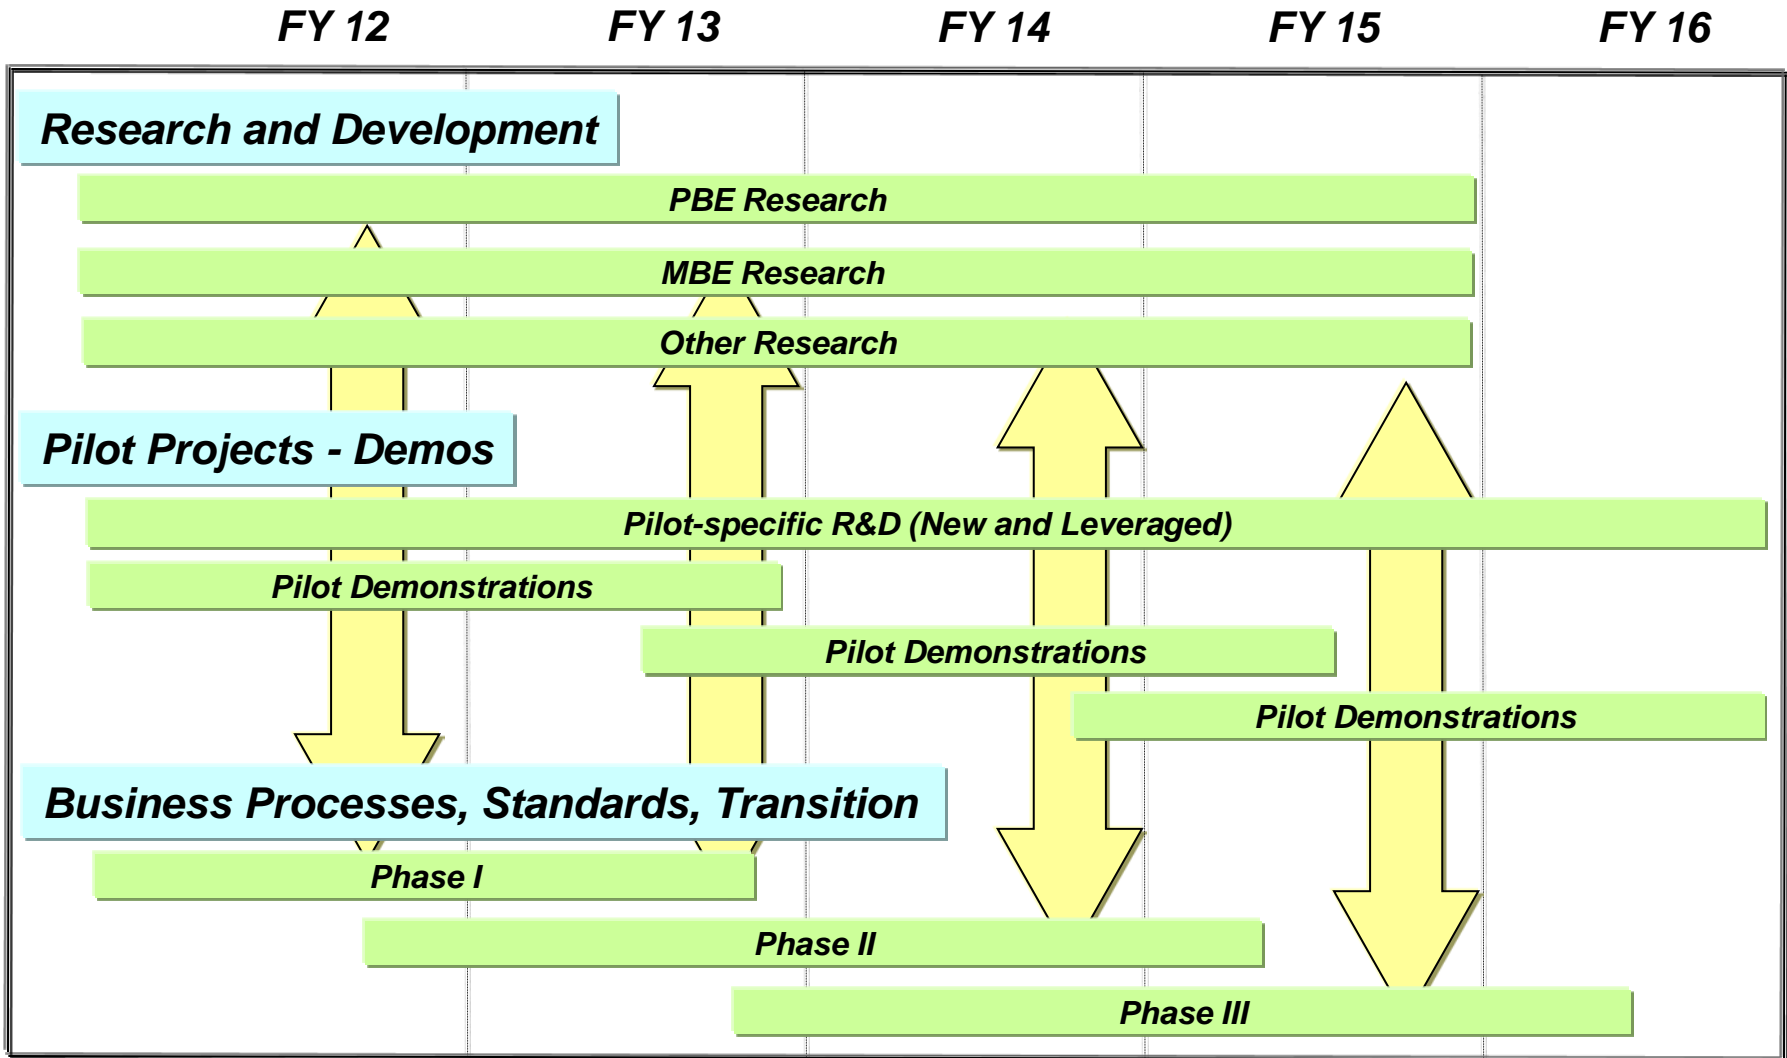 FY 12 FY 13 FY 14 FY 15 FY 16
Research and Development
PBE Research
MBE Research
Other Research
Pilot Projects - Demos
Pilot-specific R&D (New and Leveraged)
Pilot Demonstrations
Pilot Demonstrations
Pilot Demonstrations
Business Processes, Standards, Transition
Phase I
Phase II
Phase III